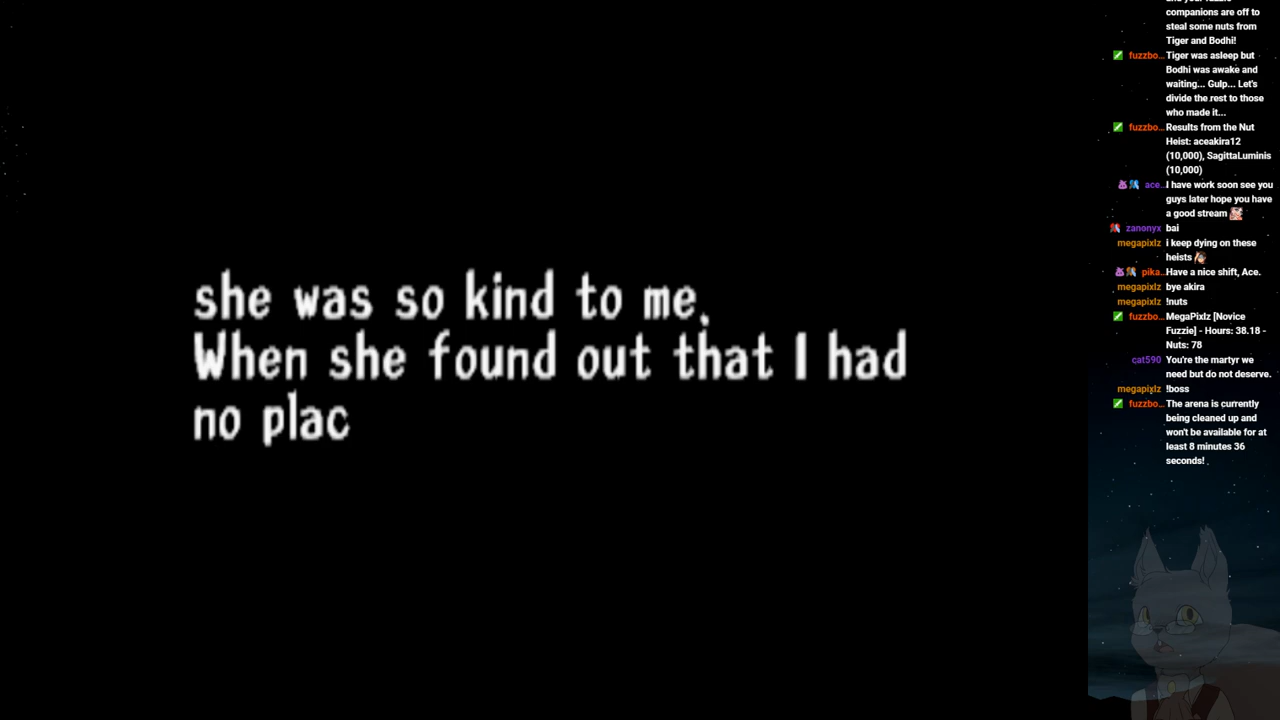 she was so kind to me.
When she found out that I had
no plac
companions are off to
steal some nuts from
Tiger and Bodhi!
fuzzbo... Tiger was asleep but
Bodhi was awake and
waiting... Gulp... Let's
divide the rest to those
who made it...
fuzzbo... Results from the Nut
Heist: aceakira12
(10,000), SagittaLuminis
(10,000)
ace... I have work soon see you
guys later hope you have
a good stream
zanonyx bai
megapixlz i keep dying on these
heists
pika... Have a nice shift, Ace.
megapixlz bye akira
megapixlz !nuts
fuzzbo... MegaPixlz [Novice
Fuzzie] - Hours: 38.18 -
Nuts: 78
cat590 You're the martyr we
need but do not deserve.
megapixlz !boss
fuzzbo... The arena is currently
being cleaned up and
won't be available for at
least 8 minutes 36
seconds!